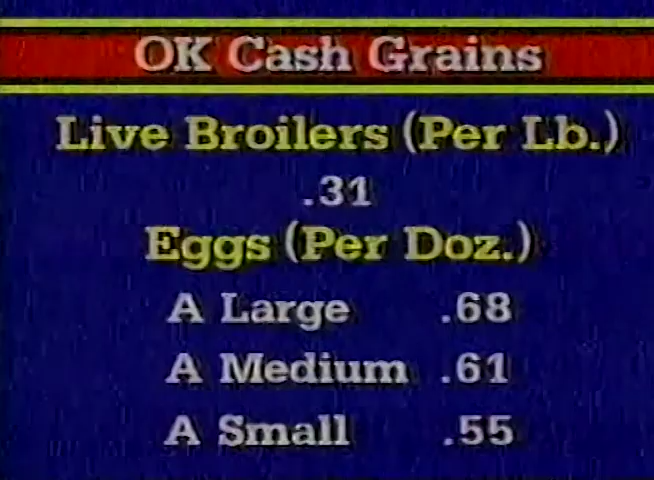 OK Cash Grains
Live Broilers (Per Lb.)
.31
Eggs (Per Doz.)
A Large .68
A Medium .61
A Small .55